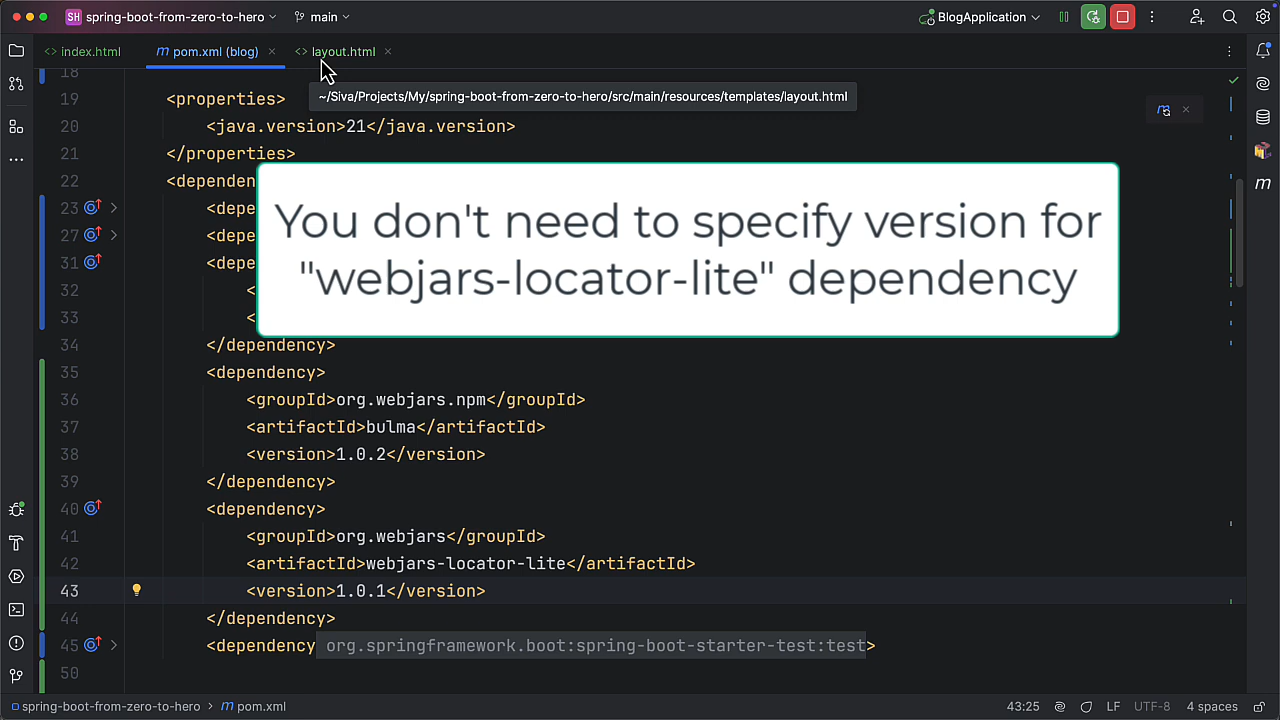 SH spring-boot-from-zero-to-hero main BlogApplication
<> index.html m pom.xml (blog) <> layout.html
18
~/Siva/Projects/My/spring-boot-from-zero-to-hero/src/main/resources/templates/layout.html
19 <properties>
20 <java.version>21</java.version>
21 </properties>
22 <dependen
You don't need to specify version for
"webjars-locator-lite" dependency
23 <depe
27 <depe
31 <depe
32 <
33 <
34 </dependency>
35 <dependency>
36 <groupId>org.webjars.npm</groupId>
37 <artifactId>bulma</artifactId>
38 <version>1.0.2</version>
39 </dependency>
40 <dependency>
41 <groupId>org.webjars</groupId>
42 <artifactId>webjars-locator-lite</artifactId>
43 <version>1.0.1</version>
44 </dependency>
45 <dependency org.springframework.boot:spring-boot-starter-test:test>
50
spring-boot-from-zero-to-hero > m pom.xml 43:25 LF UTF-8 4 spaces